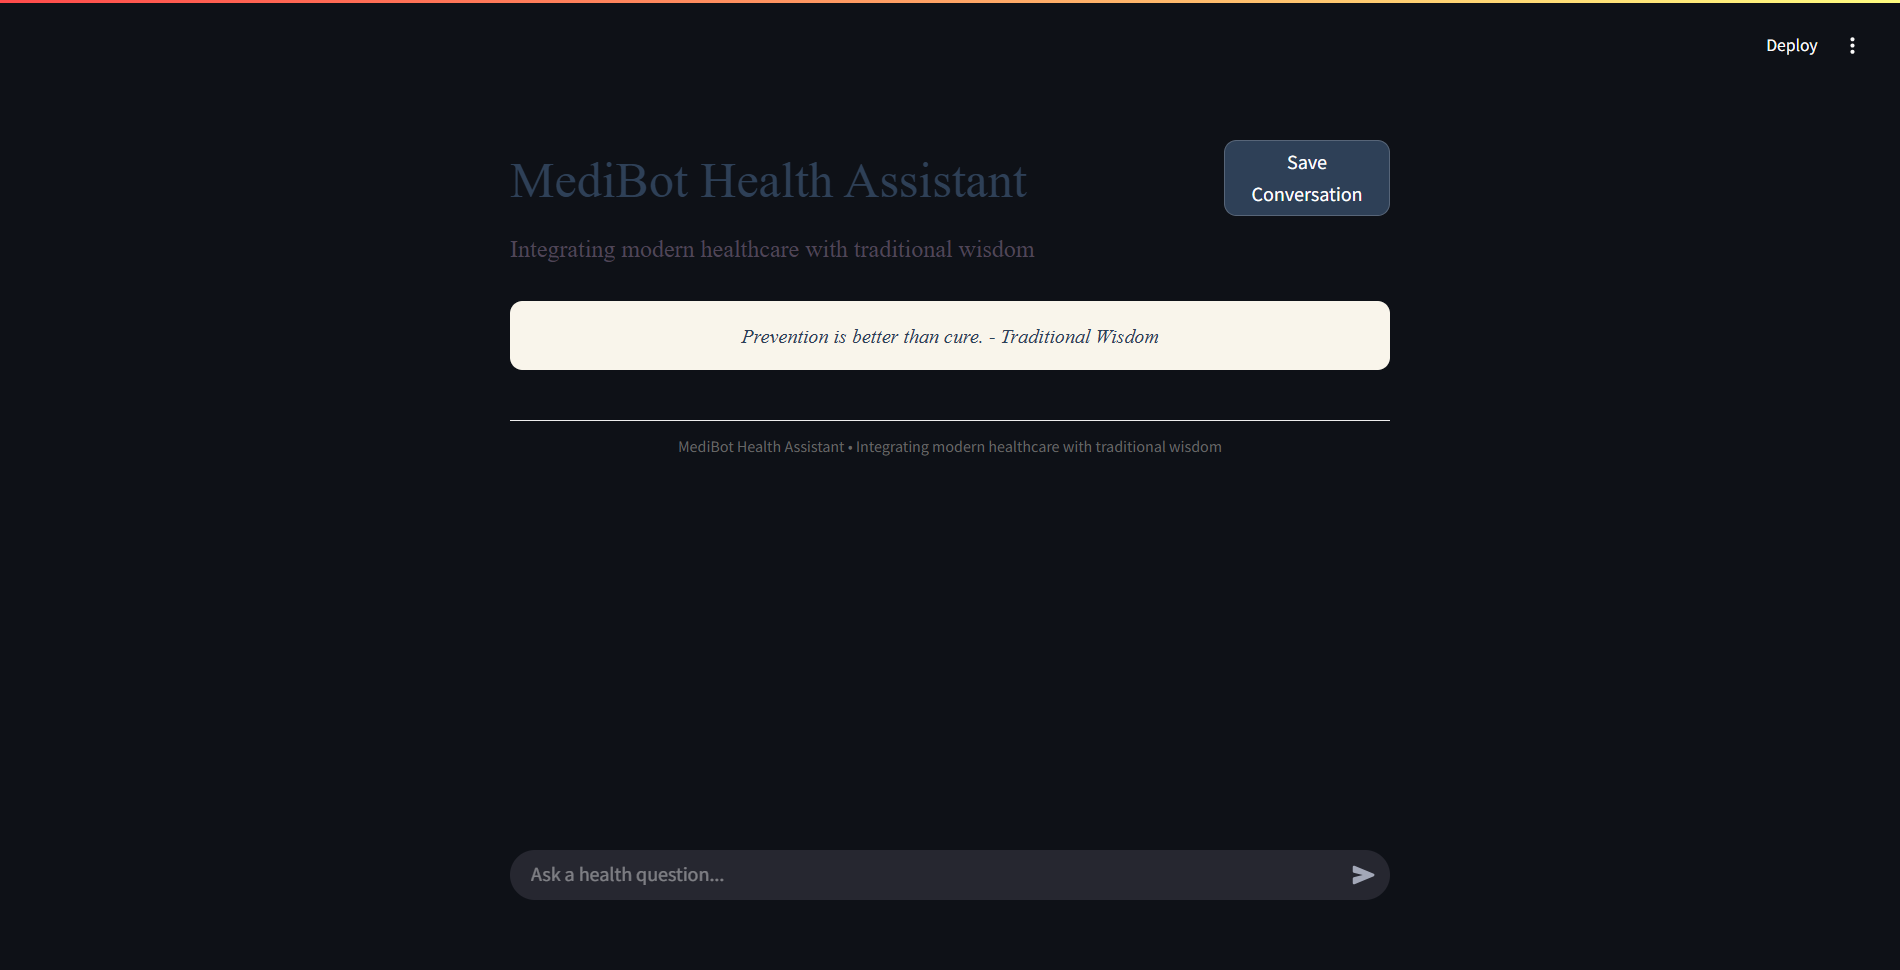 Deploy
MediBot Health Assistant
Save
Conversation
Integrating modern healthcare with traditional wisdom
Prevention is better than cure. - Traditional Wisdom
MediBot Health Assistant • Integrating modern healthcare with traditional wisdom
Ask a health question...